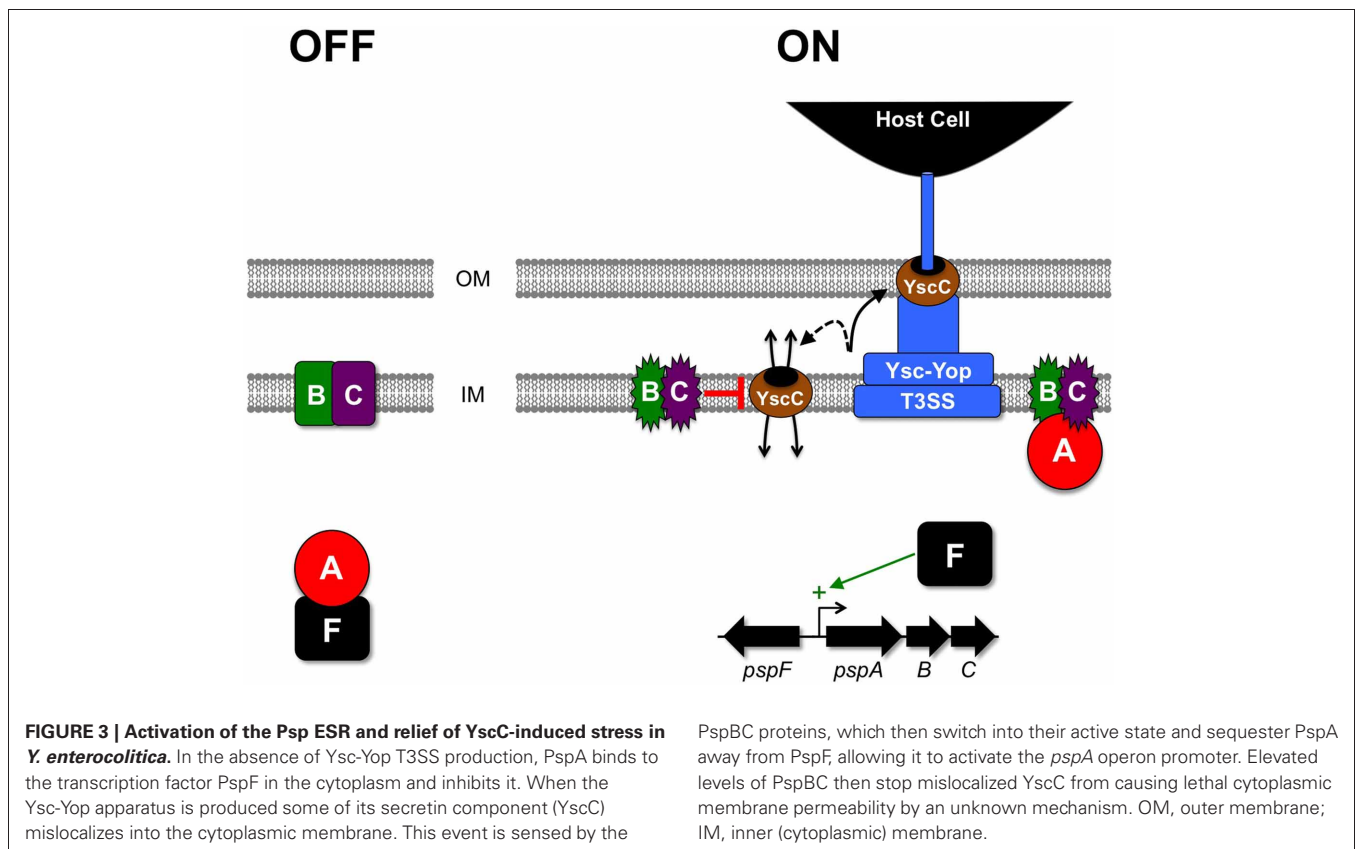 OFF
ON
Host Cell
OM
YscC
Ysc-Yop
T3SS
B C
IM
B C
YscC
B C
A
A
F
F
+
pspF
pspA
B
C
FIGURE 3 | Activation of the Psp ESR and relief of YscC-induced stress in
Y. enterocolitica. In the absence of Ysc-Yop T3SS production, PspA binds to
the transcription factor PspF in the cytoplasm and inhibits it. When the
Ysc-Yop apparatus is produced some of its secretin component (YscC)
mislocalizes into the cytoplasmic membrane. This event is sensed by the
PspBC proteins, which then switch into their active state and sequester PspA
away from PspF, allowing it to activate the pspA operon promoter. Elevated
levels of PspBC then stop mislocalized YscC from causing lethal cytoplasmic
membrane permeability by an unknown mechanism. OM, outer membrane;
IM, inner (cytoplasmic) membrane.